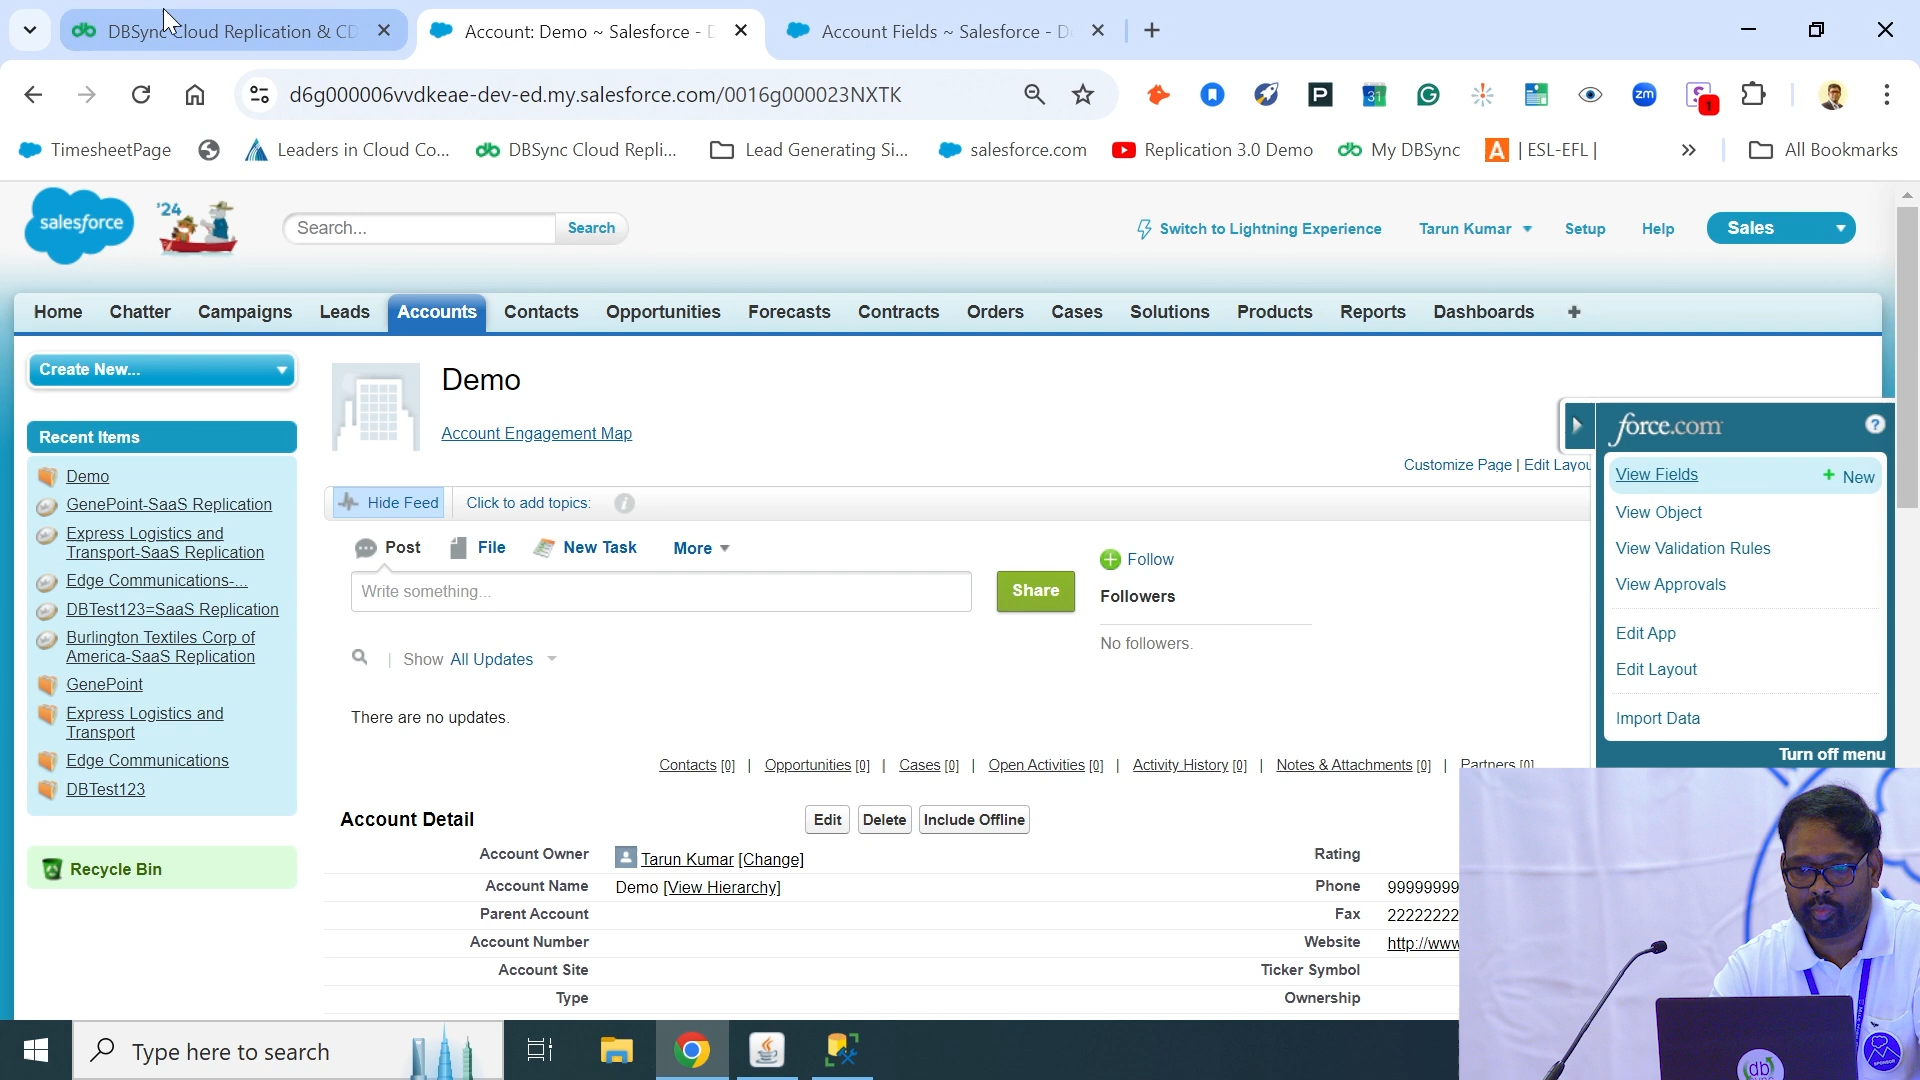 DBSync Cloud Replication & CD
Account: Demo ~ Salesforce - D
Account Fields ~ Salesforce - De
d6g000006vvdkeae-dev-ed.my.salesforce.com/0016g000023NXTK
TimesheetPage
Leaders in Cloud Co...
DBSync Cloud Repli...
Lead Generating Si...
salesforce.com
Replication 3.0 Demo
My DBSync
A | ESL-EFL |
»
All Bookmarks
P
31
zm
1
salesforce
'24
Search...
Search
Switch to Lightning Experience
Tarun Kumar
Setup
Help
Sales
Home
Chatter
Campaigns
Leads
Accounts
Contacts
Opportunities
Forecasts
Contracts
Orders
Cases
Solutions
Products
Reports
Dashboards
+
Create New...
Recent Items
Demo
GenePoint-SaaS Replication
Express Logistics and
Transport-SaaS Replication
Edge Communications-...
DBTest123=SaaS Replication
Burlington Textiles Corp of
America-SaaS Replication
GenePoint
Express Logistics and
Transport
Edge Communications
DBTest123
Recycle Bin
Demo
Account Engagement Map
Customize Page | Edit Layou
Hide Feed
Click to add topics:
i
Post
File
New Task
More
Write something...
Share
Follow
Followers
No followers.
Show All Updates
There are no updates.
Contacts [0] | Opportunities [0] | Cases [0] | Open Activities [0] | Activity History [0] | Notes & Attachments [0] | Partners [0]
Account Detail
Edit
Delete
Include Offline
Account Owner Tarun Kumar [Change]
Rating
Account Name Demo [View Hierarchy]
Phone 99999999
Parent Account
Fax 22222222
Account Number
Website http://www
Account Site
Ticker Symbol
Type
Ownership
force.com
?
View Fields
+ New
View Object
View Validation Rules
View Approvals
Edit App
Edit Layout
Import Data
Turn off menu
Type here to search
db